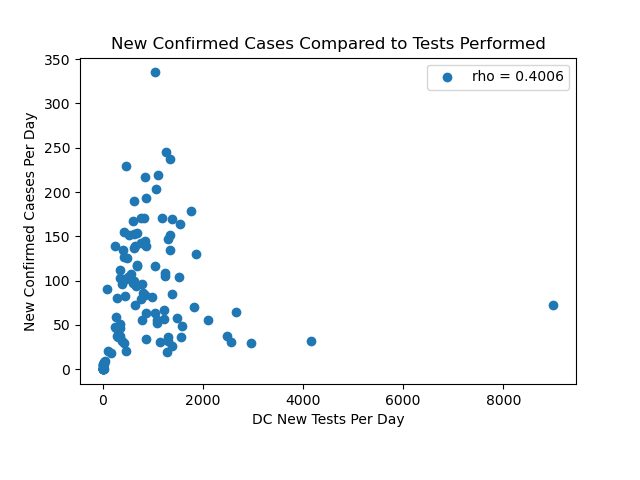 New Confirmed Cases Compared to Tests Performed
rho = 0.4006
New Confirmed Caeses Per Day
350
300
250
200
150
100
50
0
0 2000 4000 6000 8000
DC New Tests Per Day